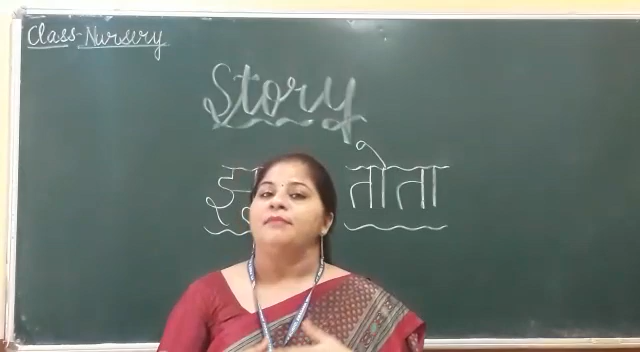 Class-Nursery
Story
तोता